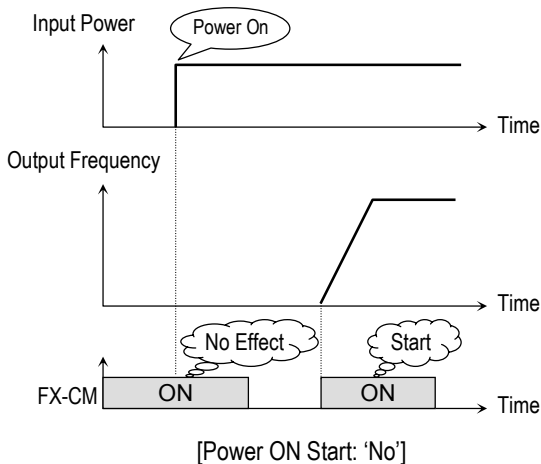 Input Power
Power On
Time
Output Frequency
Time
No Effect
Start
FX-CM
ON
ON
Time
[Power ON Start: 'No']